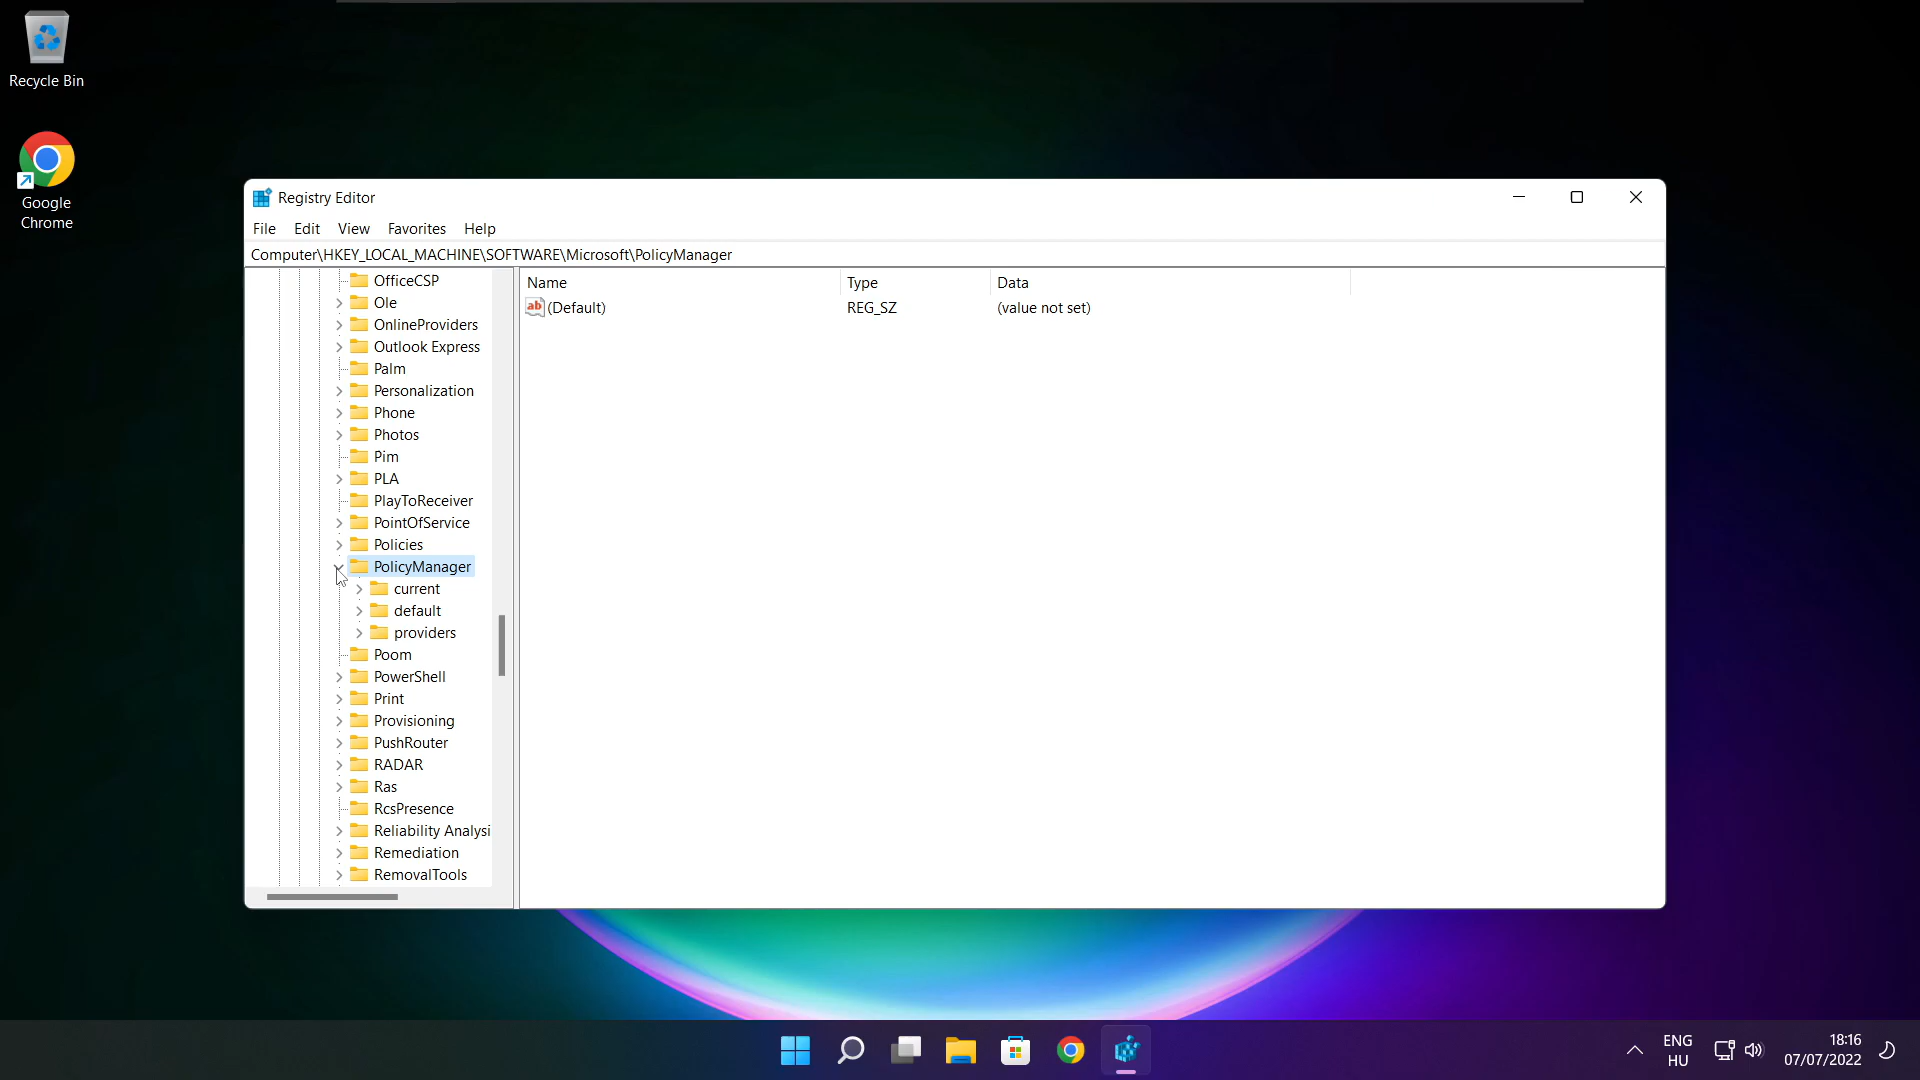 Recycle Bin
Google
Chrome
Registry Editor
File Edit View Favorites Help
Computer\HKEY_LOCAL_MACHINE\SOFTWARE\Microsoft\PolicyManager
OfficeCSP
Ole
OnlineProviders
Outlook Express
Palm
Personalization
Phone
Photos
Pim
PLA
PlayToReceiver
PointOfService
Policies
PolicyManager
current
default
providers
Poom
PowerShell
Print
Provisioning
PushRouter
RADAR
Ras
RcsPresence
Reliability Analysi
Remediation
RemovalTools
Name Type Data
ab (Default) REG_SZ (value not set)
ENG
HU
18:16
07/07/2022